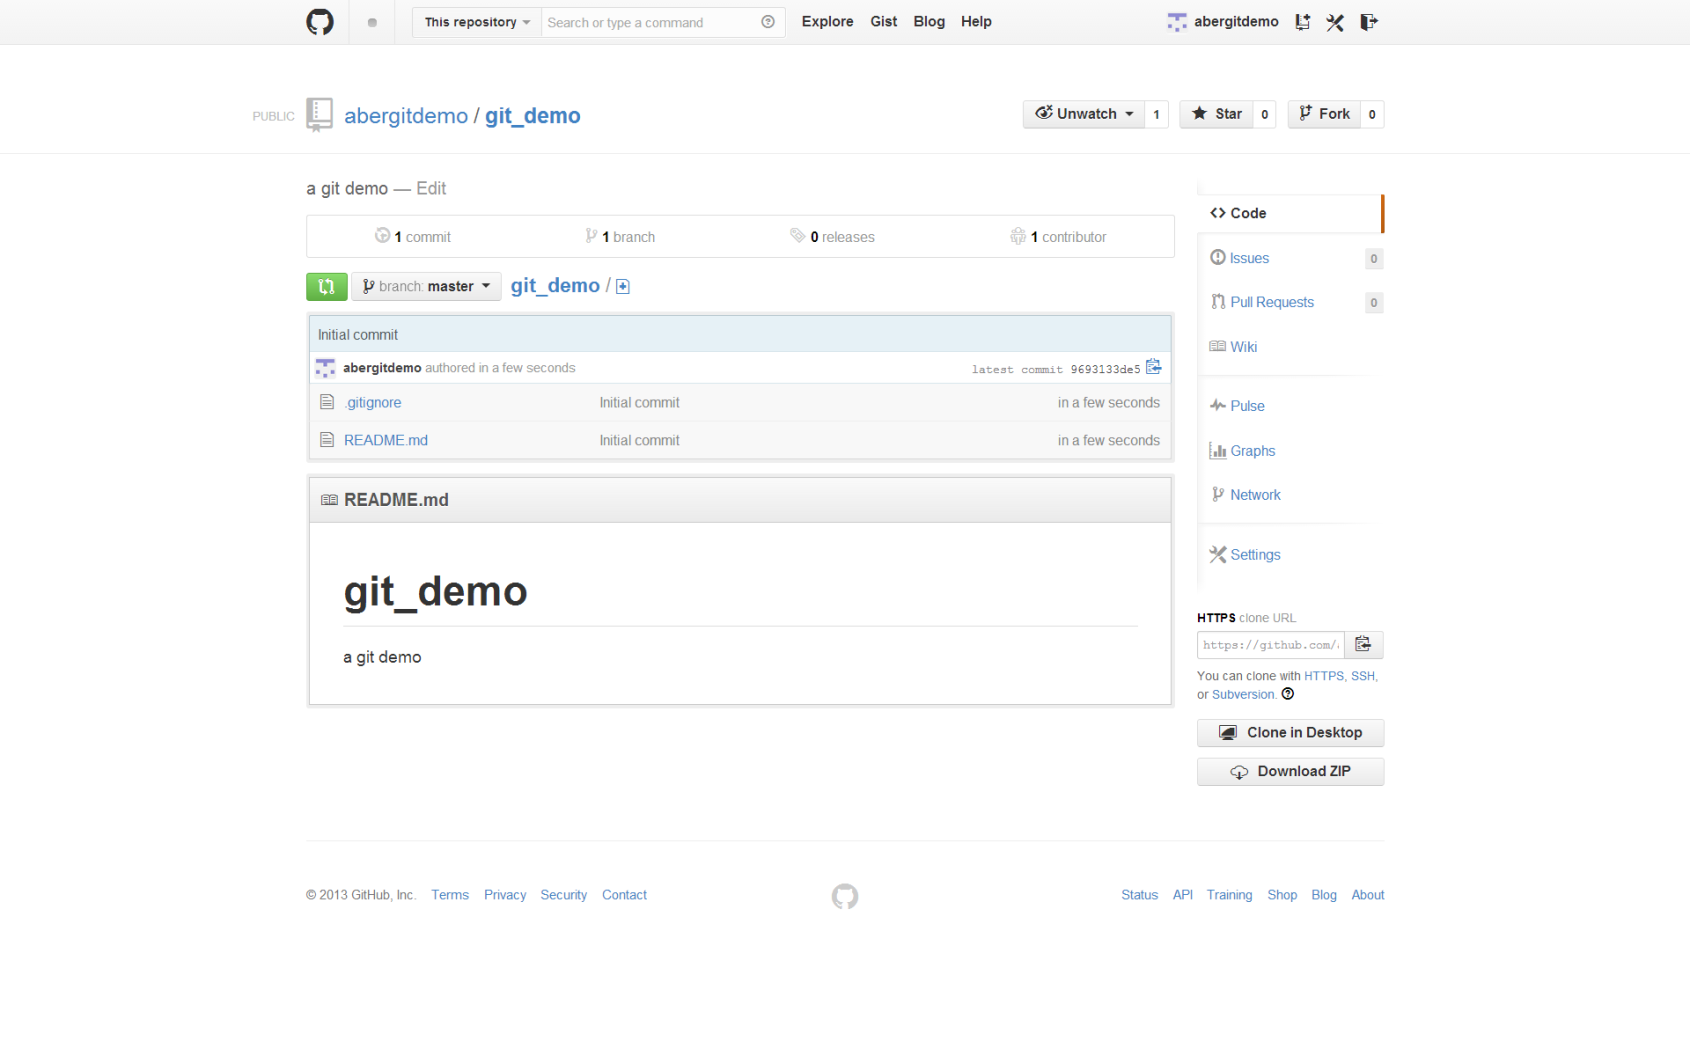 This repository Search or type a command Explore Gist Blog Help abergitdemo
PUBLIC abergitdemo / git_demo Unwatch 1 Star 0 Fork 0
a git demo — Edit
1 commit 1 branch 0 releases 1 contributor
branch: master git_demo /
Initial commit
abergitdemo authored in a few seconds latest commit 9693133de5
.gitignore Initial commit in a few seconds
README.md Initial commit in a few seconds
README.md
git_demo
a git demo
Code
Issues 0
Pull Requests 0
Wiki
Pulse
Graphs
Network
Settings
HTTPS clone URL
https://github.com/
You can clone with HTTPS, SSH,
or Subversion.
Clone in Desktop
Download ZIP
© 2013 GitHub, Inc. Terms Privacy Security Contact Status API Training Shop Blog About